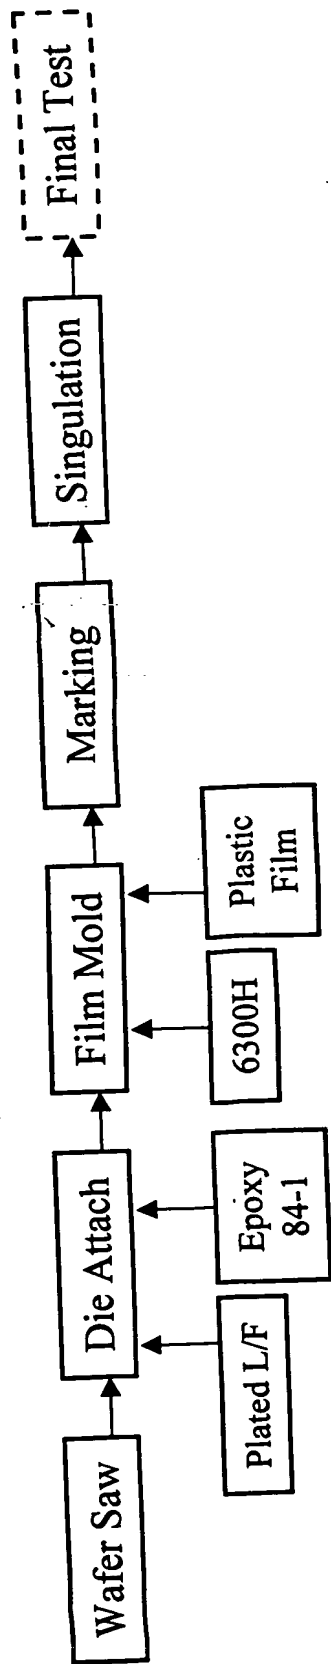 Wafer Saw
Die Attach
Film Mold
Marking
Singulation
Final Test
Plated L/F
Epoxy
84-1
6300H
Plastic
Film